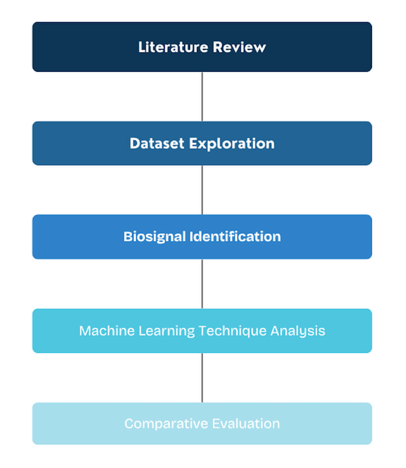 Literature Review
Dataset Exploration
Biosignal Identification
Machine Learning Technique Analysis
Comparative Evaluation